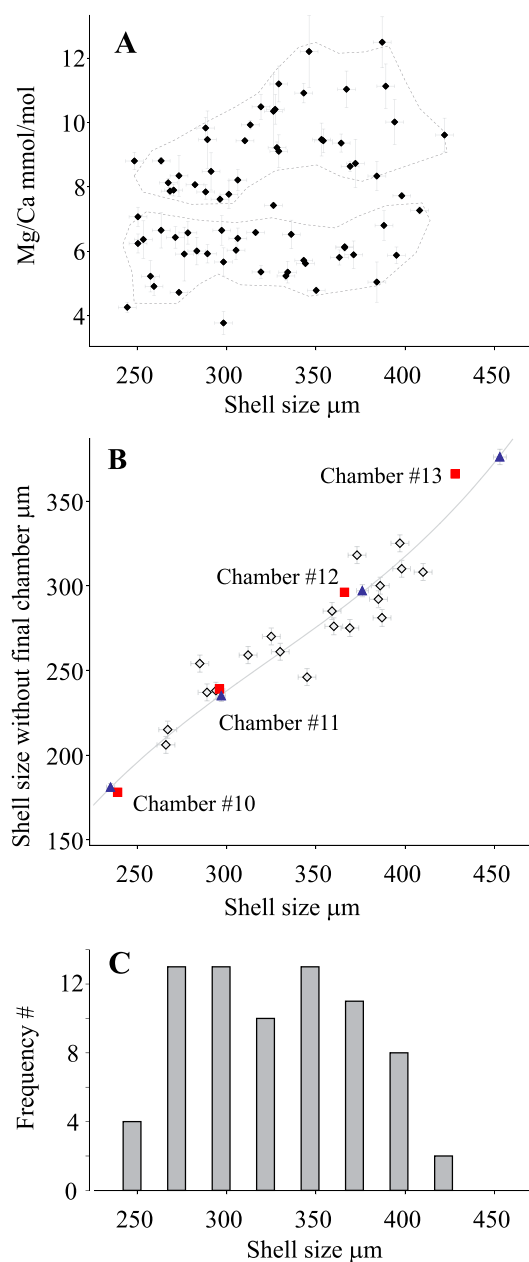 A
12
10
8
6
4
Mg/Ca mmol/mol
250 300 350 400 450
Shell size μm
B
350
300
250
200
150
Shell size without final chamber μm
Chamber #13
Chamber #12
Chamber #11
Chamber #10
250 300 350 400 450
Shell size μm
C
12
8
4
0
Frequency #
250 300 350 400 450
Shell size μm